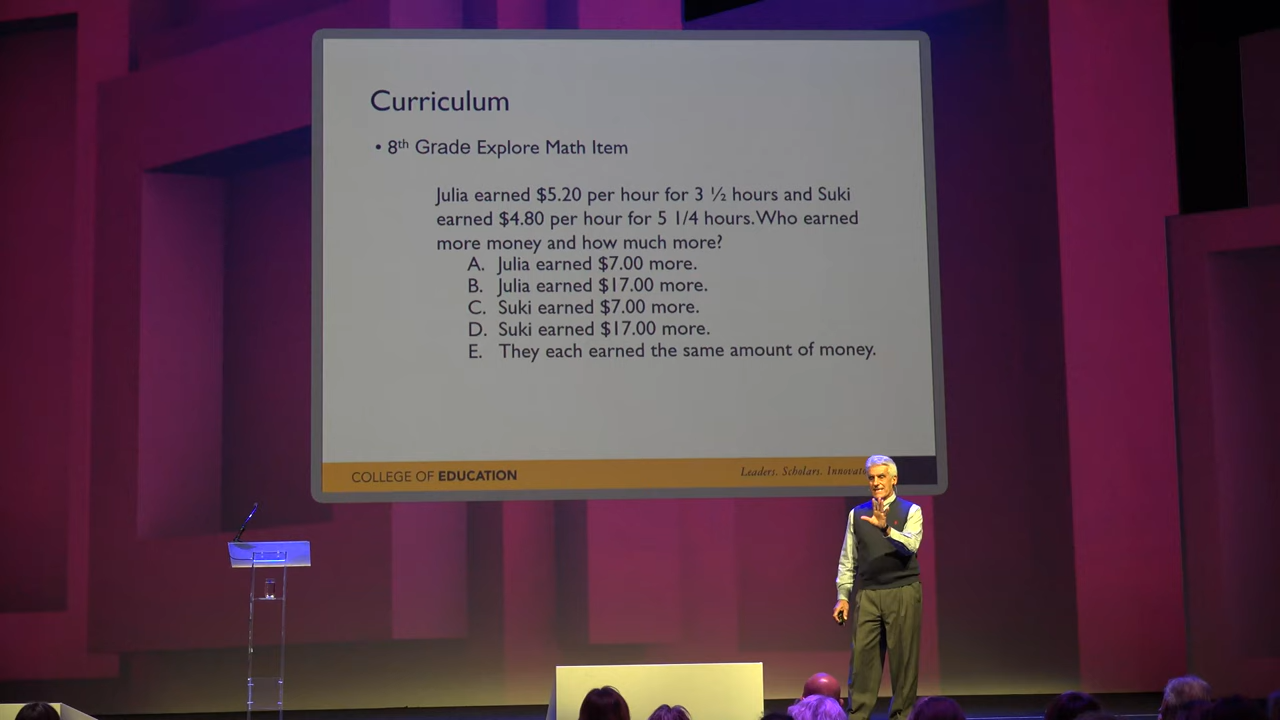 Curriculum
• 8th Grade Explore Math Item
Julia earned $5.20 per hour for 3 ½ hours and Suki
earned $4.80 per hour for 5 1/4 hours. Who earned
more money and how much more?
A. Julia earned $7.00 more.
B. Julia earned $17.00 more.
C. Suki earned $7.00 more.
D. Suki earned $17.00 more.
E. They each earned the same amount of money.
COLLEGE OF EDUCATION
Leaders. Scholars.